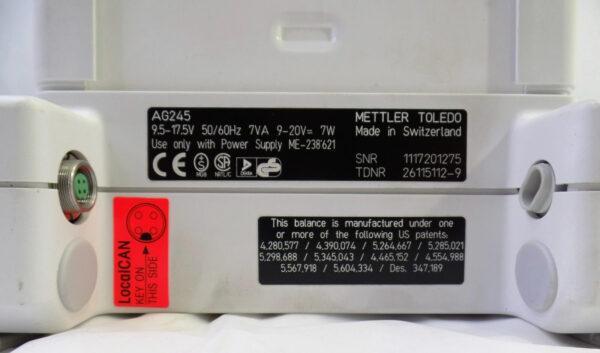 AG245
9.5-17.5V 50/60Hz 7VA 9-20V= 7W
Use only with Power Supply ME-238'621
METTLER TOLEDO
Made in Switzerland
SNR 1117201275
TDNR 26115112-9
CE
NRTL/C
LocalCAN
KEY ON
THIS SIDE
This balance is manufactured under one
or more of the following US patents:
4,280,577 / 4,390,074 / 5,264,667 / 5,285,021
5,298,688 / 5,345,043 / 4,465,152 / 4,554,988
5,567,918 / 5,604,334 / Des. 347,189